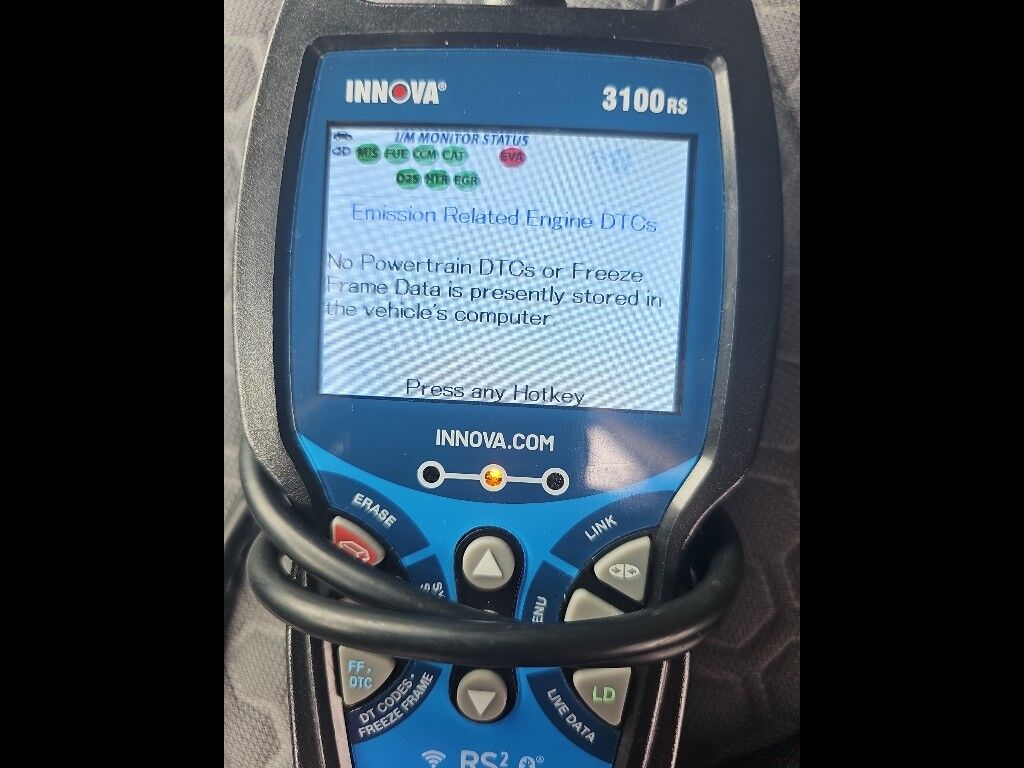 INNOVA®
3100RS
I/M MONITOR STATUS
MIS FUE CCM CAT EVA
O2S HTR EGR
Emission Related Engine DTCs
No Powertrain DTCs or Freeze
Frame Data is presently stored in
the vehicle's computer.
Press any Hotkey
INNOVA.COM
ERASE
LINK
FF.
DTC
DT CODES -
FREEZE FRAME
LD
LIVE DATA
RS²